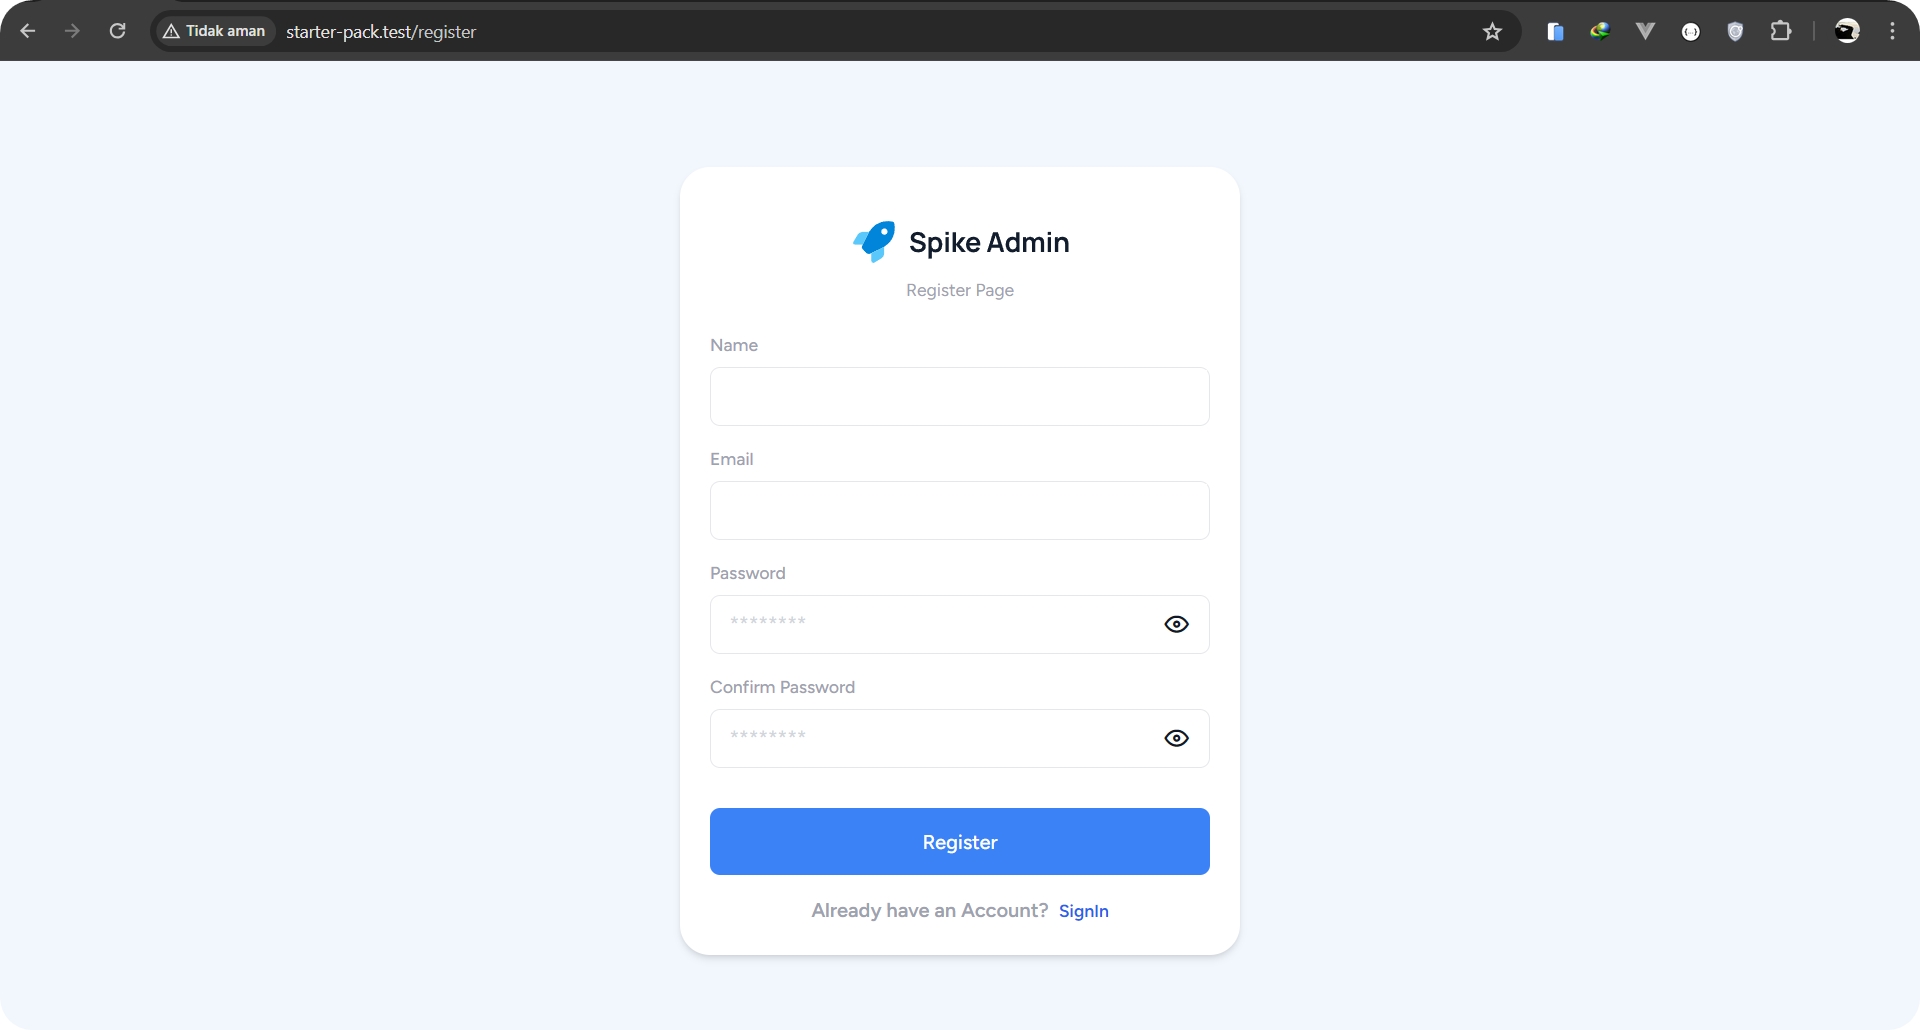 Tidak aman starter-pack.test/register
Spike Admin
Register Page
Name
Email
Password
********
Confirm Password
********
Register
Already have an Account? SignIn